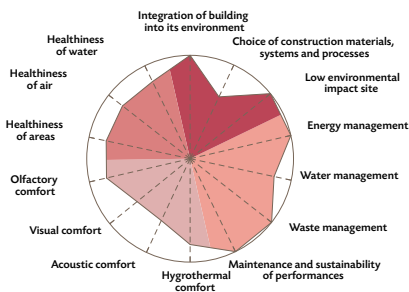 Integration of building
into its environment
Choice of construction materials,
systems and processes
Low environmental
impact site
Energy management
Water management
Waste management
Maintenance and sustainability
of performances
Hygrothermal
comfort
Acoustic comfort
Visual comfort
Olfactory
comfort
Healthiness
of areas
Healthiness
of air
Healthiness
of water